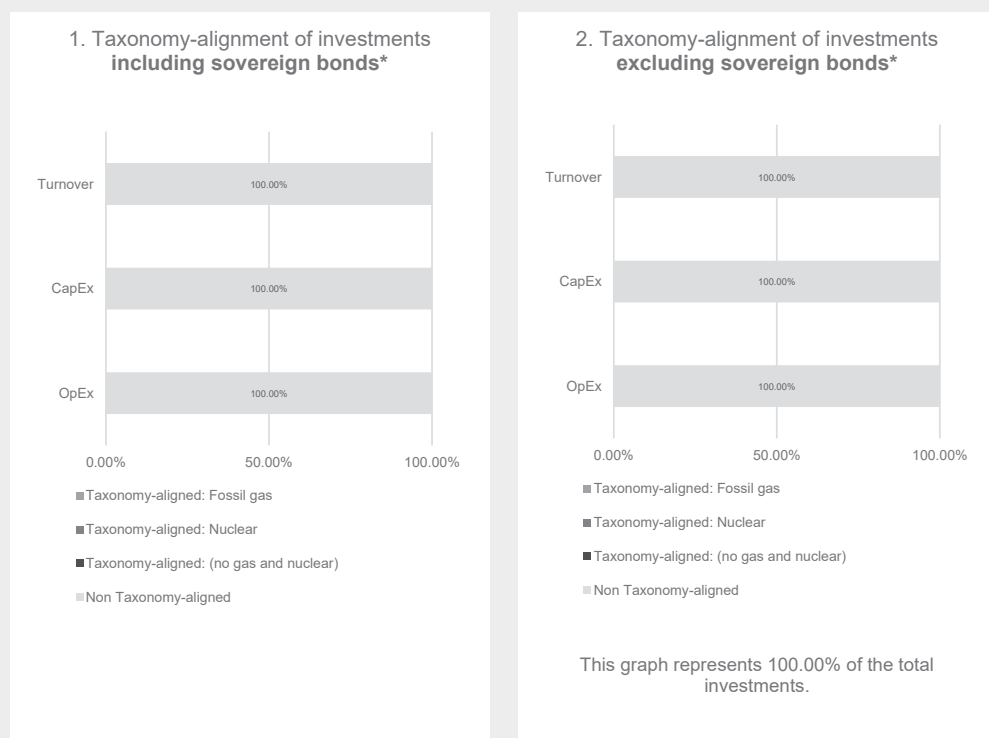 1. Taxonomy-alignment of investments
including sovereign bonds*
Turnover
100.00%
CapEx
100.00%
OpEx
100.00%
0.00%
50.00%
100.00%
Taxonomy-aligned: Fossil gas
Taxonomy-aligned: Nuclear
Taxonomy-aligned: (no gas and nuclear)
Non Taxonomy-aligned
2. Taxonomy-alignment of investments
excluding sovereign bonds*
Turnover
100.00%
CapEx
100.00%
OpEx
100.00%
0.00%
50.00%
100.00%
Taxonomy-aligned: Fossil gas
Taxonomy-aligned: Nuclear
Taxonomy-aligned: (no gas and nuclear)
Non Taxonomy-aligned
This graph represents 100.00% of the total
investments.